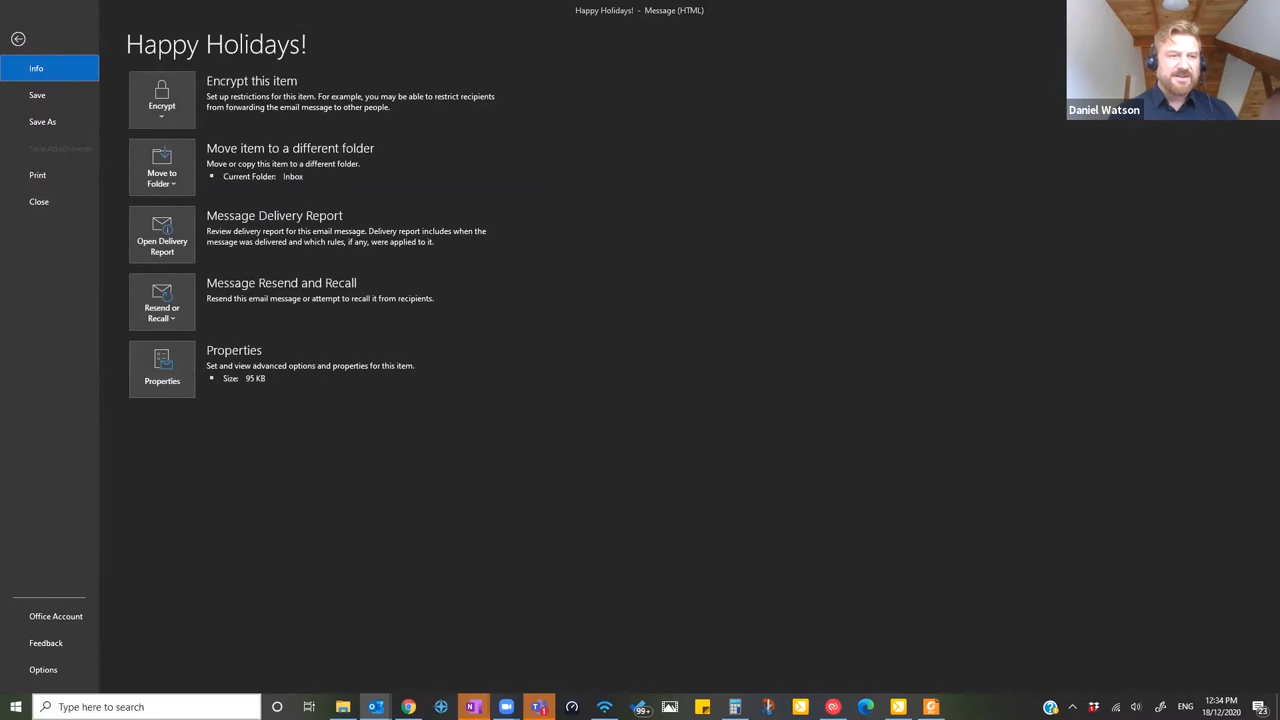 Happy Holidays!  -  Message (HTML)
Daniel Watson
Happy Holidays!
Info
Save
Save As
Save Attachments
Print
Close
Encrypt
Encrypt this item
Set up restrictions for this item. For example, you may be able to restrict recipients
from forwarding the email message to other people.
Move to
Folder
Move item to a different folder
Move or copy this item to a different folder.
Current Folder:   Inbox
Open Delivery
Report
Message Delivery Report
Review delivery report for this email message. Delivery report includes when the
message was delivered and which rules, if any, were applied to it.
Resend or
Recall
Message Resend and Recall
Resend this email message or attempt to recall it from recipients.
Properties
Properties
Set and view advanced options and properties for this item.
Size:   95 KB
Office Account
Feedback
Options
Type here to search
99+
ENG
12:34 PM
18/12/2020
23